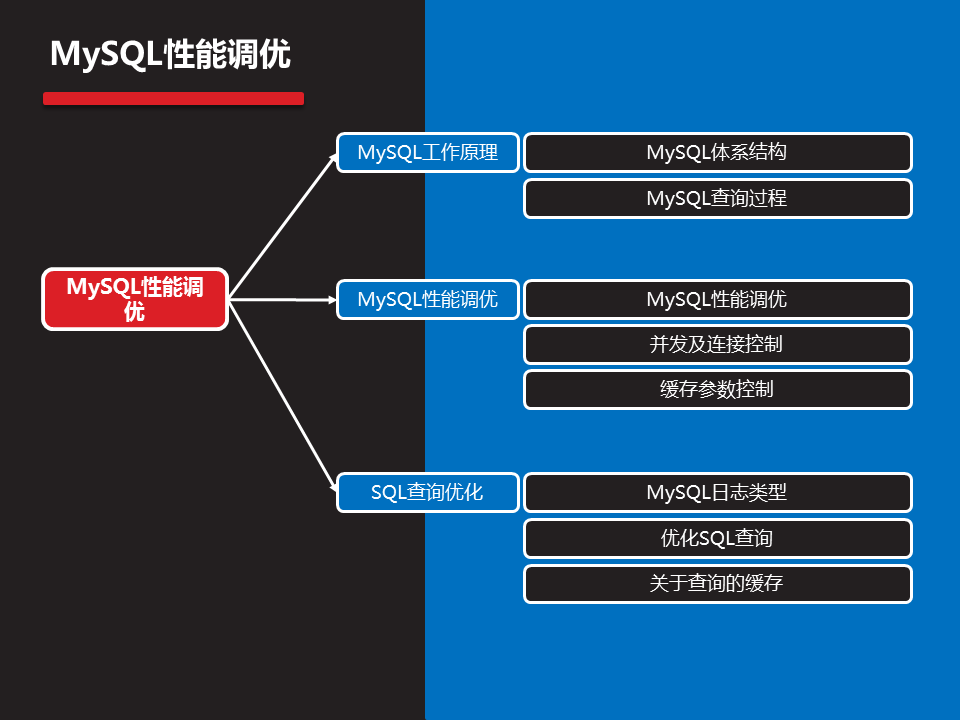 MySQL性能调优
MySQL工作原理
MySQL体系结构
MySQL查询过程
MySQL性能调
优
MySQL性能调优
MySQL性能调优
并发及连接控制
缓存参数控制
SQL查询优化
MySQL日志类型
优化SQL查询
关于查询的缓存